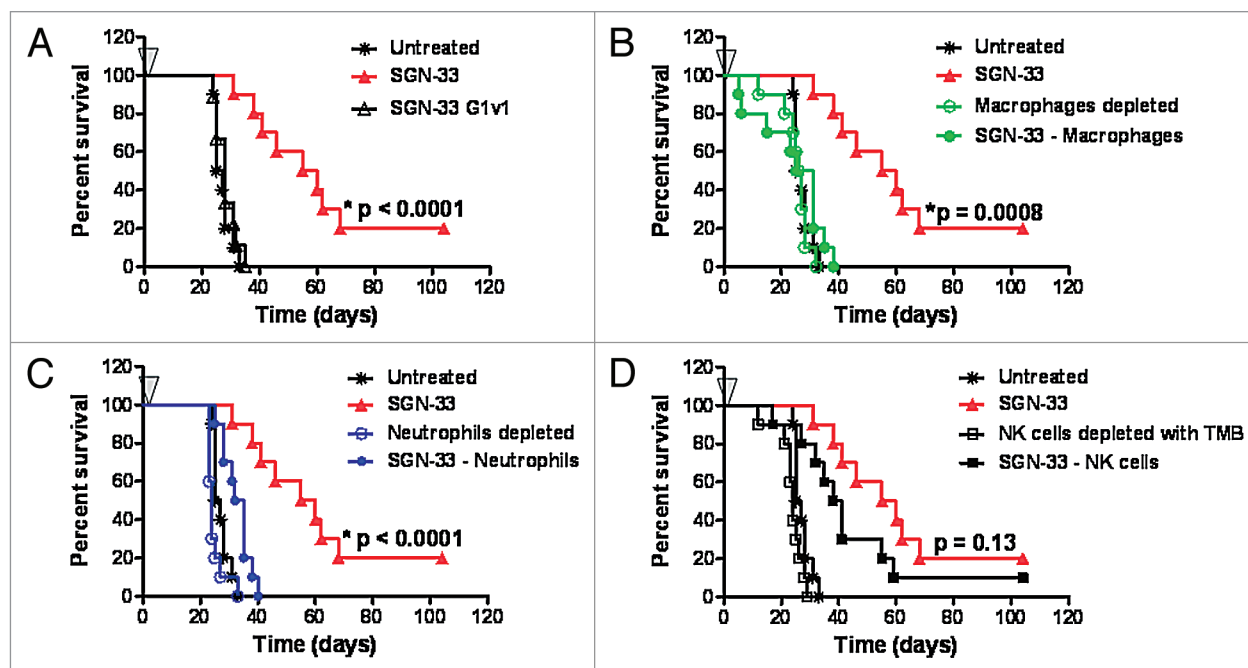 A
120
100
80
60
40
20
0
Percent survival
Untreated
SGN-33
SGN-33 G1v1
* p < 0.0001
0 20 40 60 80 100 120
Time (days)
B
120
100
80
60
40
20
0
Percent survival
Untreated
SGN-33
Macrophages depleted
SGN-33 - Macrophages
*p = 0.0008
0 20 40 60 80 100 120
Time (days)
C
120
100
80
60
40
20
0
Percent survival
Untreated
SGN-33
Neutrophils depleted
SGN-33 - Neutrophils
* p < 0.0001
0 20 40 60 80 100 120
Time (days)
D
120
100
80
60
40
20
0
Percent survival
Untreated
SGN-33
NK cells depleted with TMB
SGN-33 - NK cells
p = 0.13
0 20 40 60 80 100 120
Time (days)